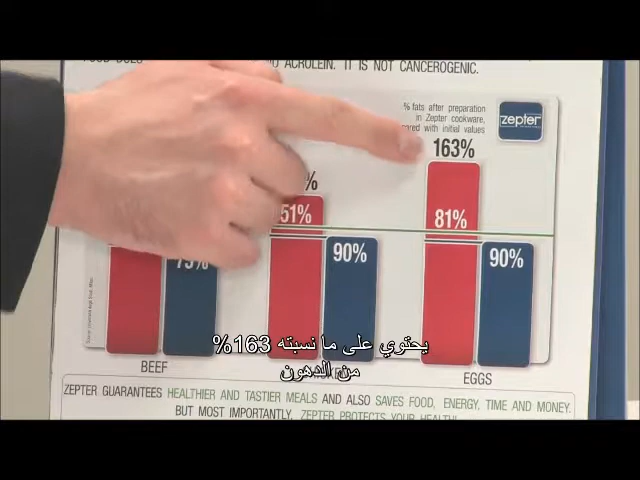 ACROLEIN. IT IS NOT CANCEROGENIC.
% fats after preparation
in Zepter cookware,
with initial values
zepter
163%
51%
81%
90%
90%
يحتوي على ما نسبته 163%
من الدهون
BEEF
EGGS
ZEPTER GUARANTEES HEALTHIER AND TASTIER MEALS AND ALSO SAVES FOOD, ENERGY, TIME AND MONEY.
BUT MOST IMPORTANTLY, ZEPTER PROTECTS YOUR HEALTH!